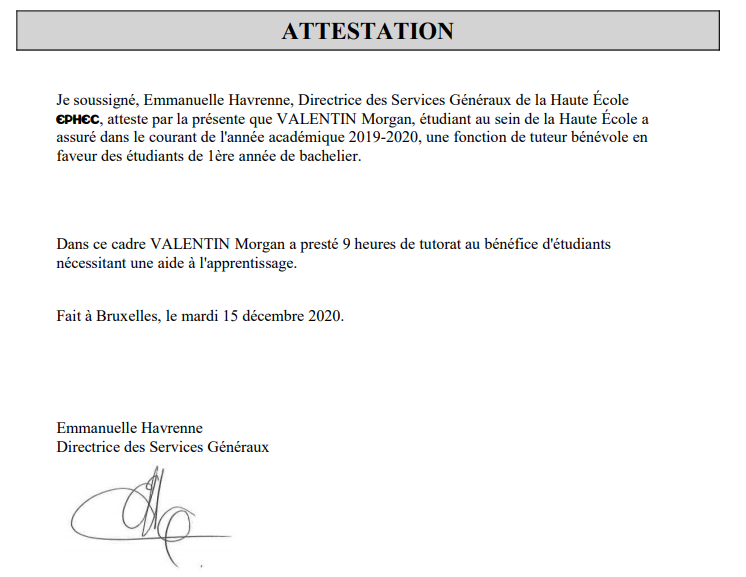 ATTESTATION
Je soussigné, Emmanuelle Havrenne, Directrice des Services Généraux de la Haute École
EPHEC, atteste par la présente que VALENTIN Morgan, étudiant au sein de la Haute École a
assuré dans le courant de l'année académique 2019-2020, une fonction de tuteur bénévole en
faveur des étudiants de 1ère année de bachelier.
Dans ce cadre VALENTIN Morgan a presté 9 heures de tutorat au bénéfice d'étudiants
nécessitant une aide à l'apprentissage.
Fait à Bruxelles, le mardi 15 décembre 2020.
Emmanuelle Havrenne
Directrice des Services Généraux